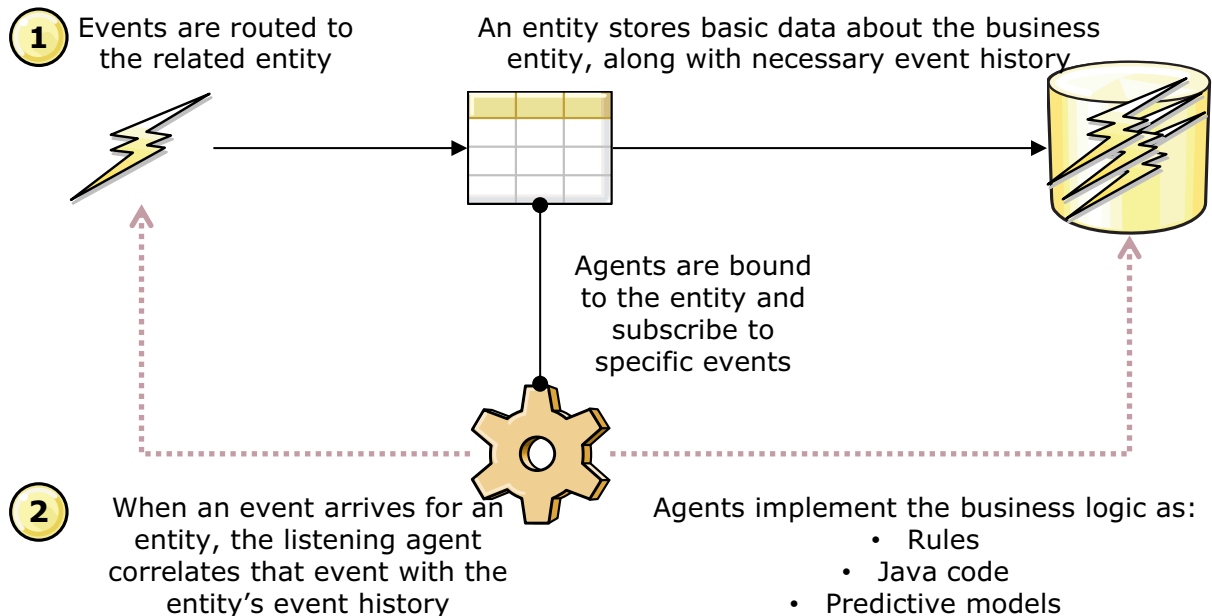 1
Events are routed to
the related entity
An entity stores basic data about the business
entity, along with necessary event history
Agents are bound
to the entity and
subscribe to
specific events
2
When an event arrives for an
entity, the listening agent
correlates that event with the
entity’s event history
Agents implement the business logic as:
• Rules
• Java code
• Predictive models